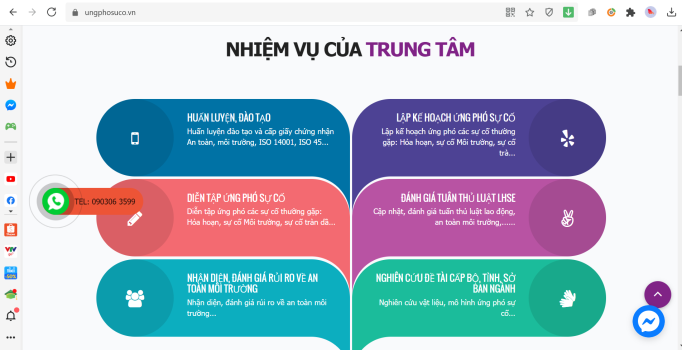 ungphosuco.vn
NHIỆM VỤ CỦA TRUNG TÂM
HUẤN LUYỆN, ĐÀO TẠO
Huấn luyện đào tạo và cấp giấy chứng nhận
An toàn, môi trường, ISO 14001, ISO 45...
LẬP KẾ HOẠCH ỨNG PHÓ SỰ CỐ
Lập kế hoạch ứng phó các sự cố thường
gặp: Hỏa hoạn, sự cố Môi trường, sự cố
trà...
DIỄN TẬP ỨNG PHÓ SỰ CỐ
Diễn tập ứng phó các sự cố thường gặp:
Hỏa hoạn, sự cố Môi trường, sự cố tràn dầ...
ĐÁNH GIÁ TUÂN THỦ LUẬT LHSE
Cập nhật, đánh giá tuân thủ luật lao động,
an toàn môi trường,......
TEL: 090306 3599
NHẬN DIỆN, ĐÁNH GIÁ RỦI RO VỀ AN
TOÀN MÔI TRƯỜNG
Nhận diện, đánh giá rủi ro về an toàn môi
trường...
NGHIÊN CỨU ĐỀ TÀI CẤP BỘ, TỈNH, SỞ
BAN NGÀNH
Nghiên cứu vật liệu, mô hình ứng phó sự
cố...